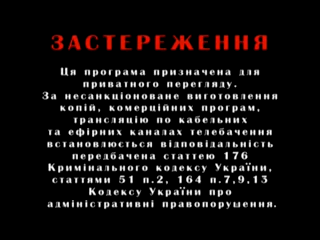 ЗАСТЕРЕЖЕННЯ
Ця програма призначена для
приватного перегляду.
За несанкціоноване виготовлення
копій, комерційних програм,
трансляцію по кабельних
та ефірних каналах телебачення
встановлюється відповідальність
передбачена статтею 176
Кримінального кодексу України,
статтями 51 п.2, 164 п.7,9,13
Кодексу України про
адміністративні правопорушення.